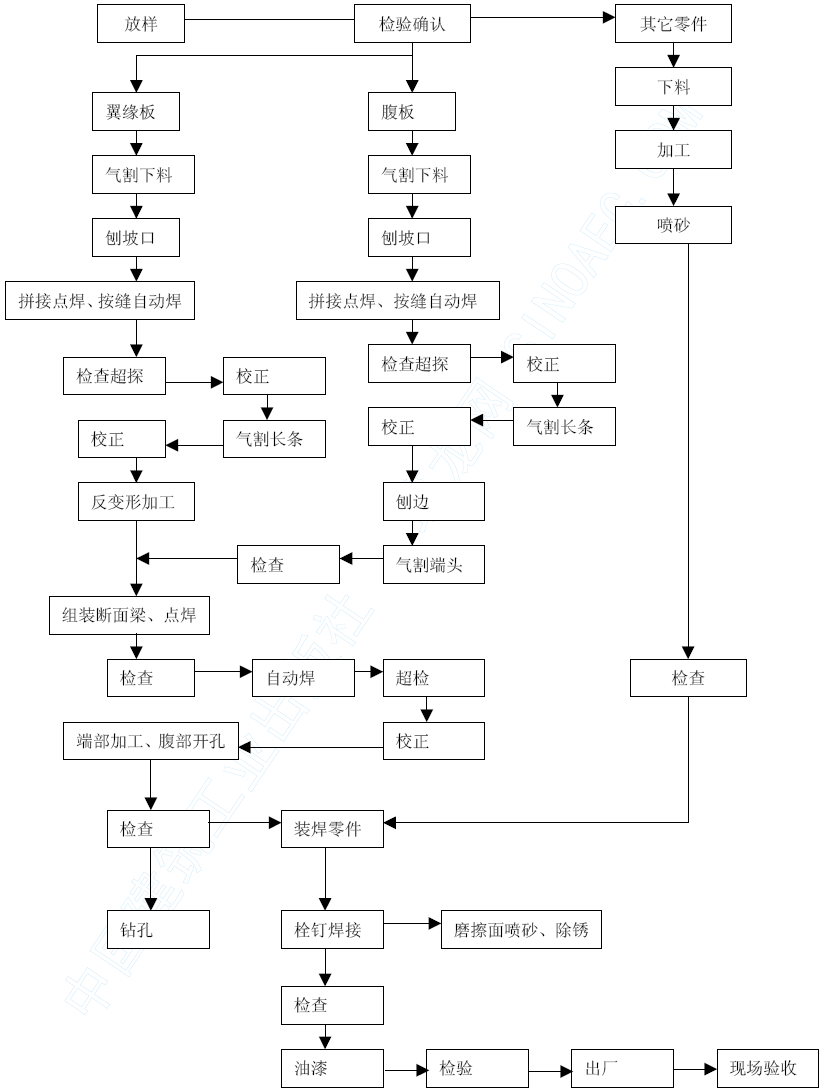 放样
检验确认
其它零件
下料
翼缘板
腹板
加工
气割下料
气割下料
刨坡口
刨坡口
喷砂
拼接点焊、按缝自动焊
拼接点焊、按缝自动焊
检查超探
校正
检查超探
校正
校正
气割长条
校正
气割长条
反变形加工
刨边
检查
气割端头
组装断面梁、点焊
检查
自动焊
超检
检查
端部加工、腹部开孔
校正
检查
装焊零件
钻孔
栓钉焊接
磨擦面喷砂、除锈
检查
油漆
检验
出厂
现场验收